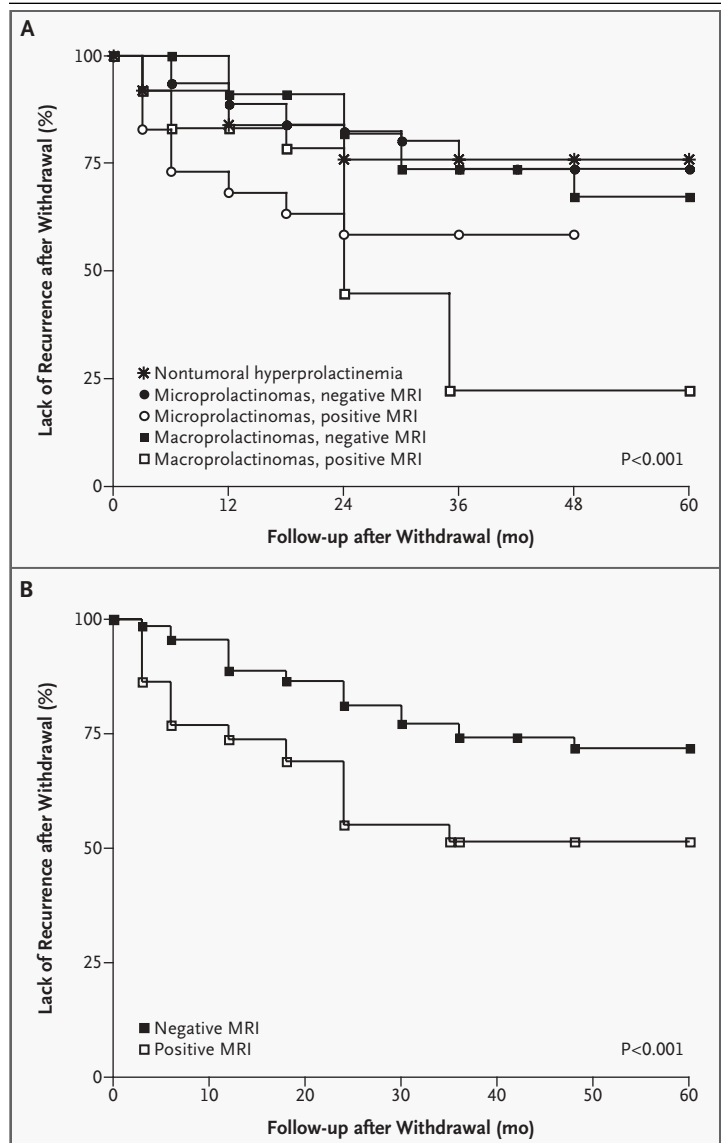 A
100
75
50
25
0
Lack of Recurrence after Withdrawal (%)
Nontumoral hyperprolactinemia
Microprolactinomas, negative MRI
Microprolactinomas, positive MRI
Macroprolactinomas, negative MRI
Macroprolactinomas, positive MRI
P<0.001
0 12 24 36 48 60
Follow-up after Withdrawal (mo)
B
100
75
50
25
0
Lack of Recurrence after Withdrawal (%)
Negative MRI
Positive MRI
P<0.001
0 10 20 30 40 50 60
Follow-up after Withdrawal (mo)